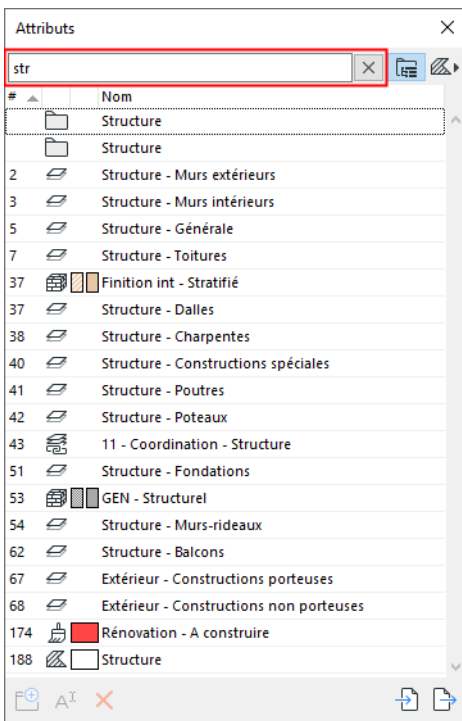 Attributs
str
# Nom
Structure
Structure
2 Structure - Murs extérieurs
3 Structure - Murs intérieurs
5 Structure - Générale
7 Structure - Toitures
37 Finition int - Stratifié
37 Structure - Dalles
38 Structure - Charpentes
40 Structure - Constructions spéciales
41 Structure - Poutres
42 Structure - Poteaux
43 11 - Coordination - Structure
51 Structure - Fondations
53 GEN - Structurel
54 Structure - Murs-rideaux
62 Structure - Balcons
67 Extérieur - Constructions porteuses
68 Extérieur - Constructions non porteuses
174 Rénovation - A construire
188 Structure